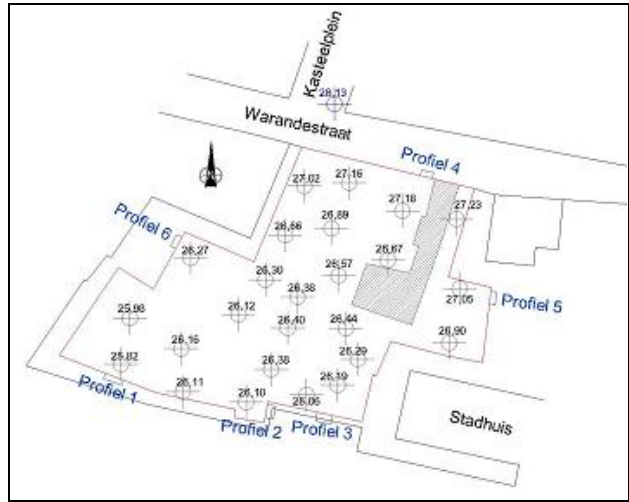 Kasteelplein
28,13
Warandestraat
Profiel 4
27,02
27,16
27,18
27,23
26,66
26,89
Profiel 6
26,27
26,67
26,30
26,57
27,05
Profiel 5
26,38
25,98
26,12
26,40
26,44
26,90
26,16
26,29
25,82
26,38
Profiel 1
26,11
26,19
26,10
26,06
Stadhuis
Profiel 2
Profiel 3